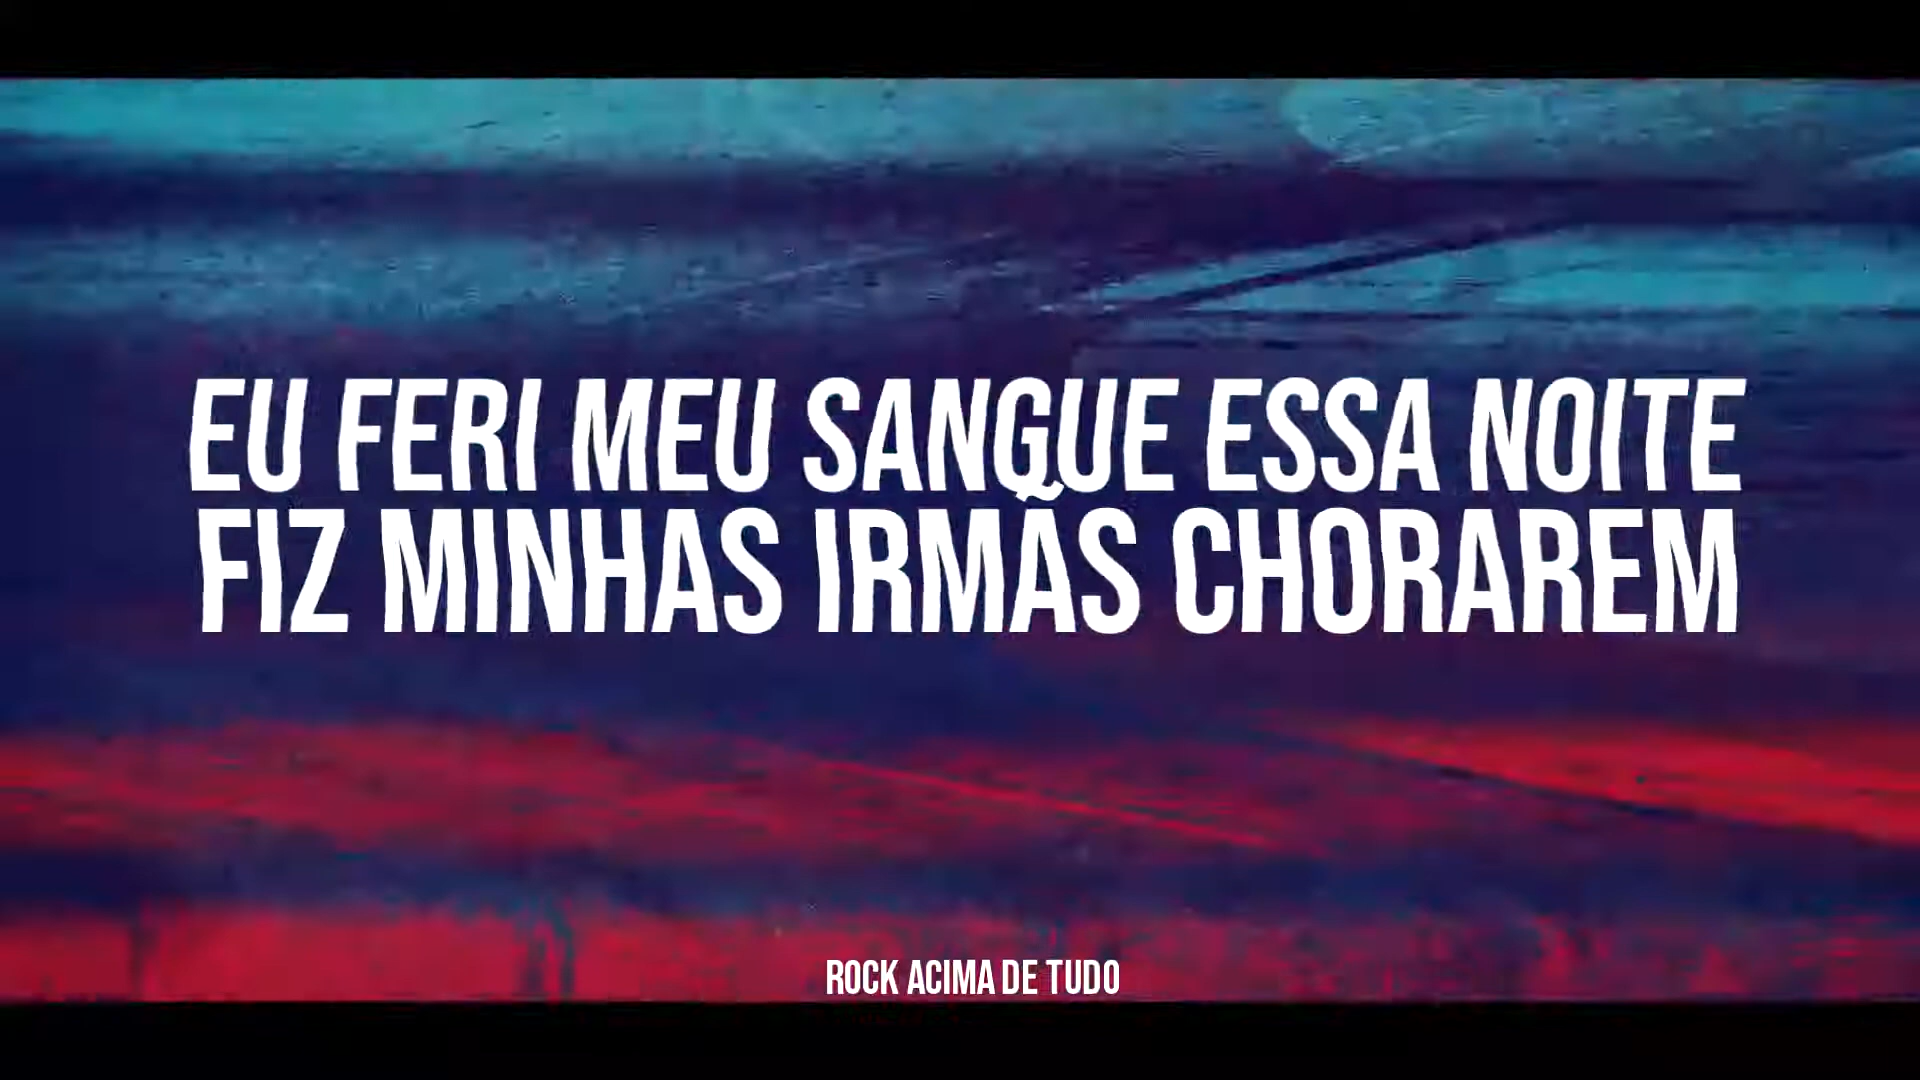 EU FERI MEU SANGUE ESSA NOITE
FIZ MINHAS IRMÃS CHORAREM
ROCK ACIMA DE TUDO